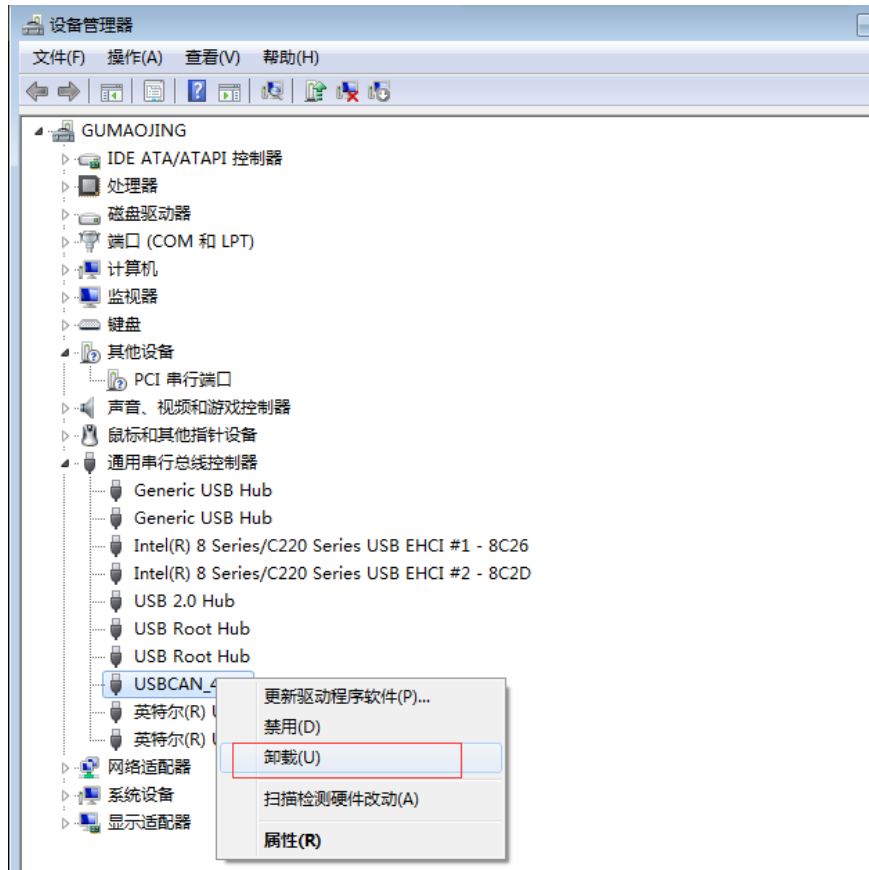 设备管理器
文件(F) 操作(A) 查看(V) 帮助(H)
GUMAOJING
IDE ATA/ATAPI 控制器
处理器
磁盘驱动器
端口 (COM 和 LPT)
计算机
监视器
键盘
其他设备
PCI 串行端口
声音、视频和游戏控制器
鼠标和其他指针设备
通用串行总线控制器
Generic USB Hub
Generic USB Hub
Intel(R) 8 Series/C220 Series USB EHCI #1 - 8C26
Intel(R) 8 Series/C220 Series USB EHCI #2 - 8C2D
USB 2.0 Hub
USB Root Hub
USB Root Hub
USBCAN_4
更新驱动程序软件(P)...
英特尔(R)
禁用(D)
英特尔(R)
卸载(U)
网络适配器
系统设备
扫描检测硬件改动(A)
显示适配器
属性(R)